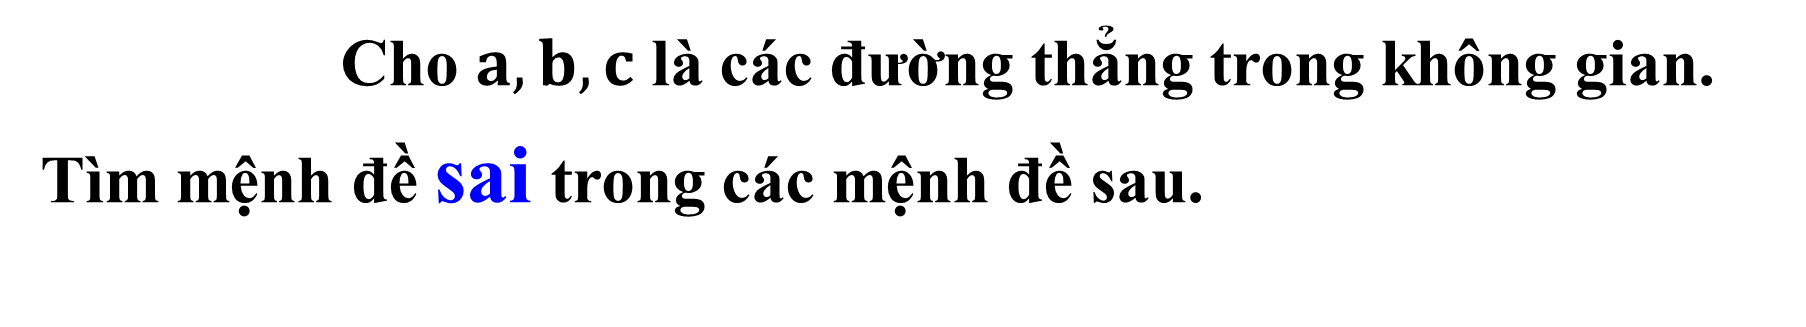 Cho a, b, c là các đường thẳng trong không gian.
Tìm mệnh đề sai trong các mệnh đề sau.